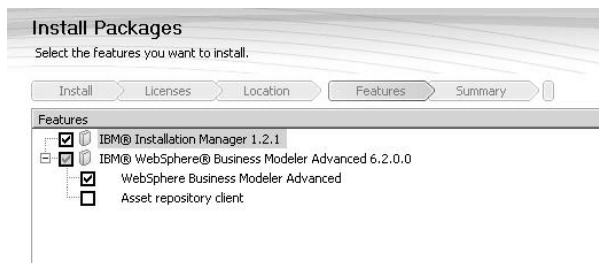 Install Packages
Select the features you want to install.
Install Licenses Location Features Summary
Features
IBM® Installation Manager 1.2.1
IBM® WebSphere® Business Modeler Advanced 6.2.0.0
WebSphere Business Modeler Advanced
Asset repository client